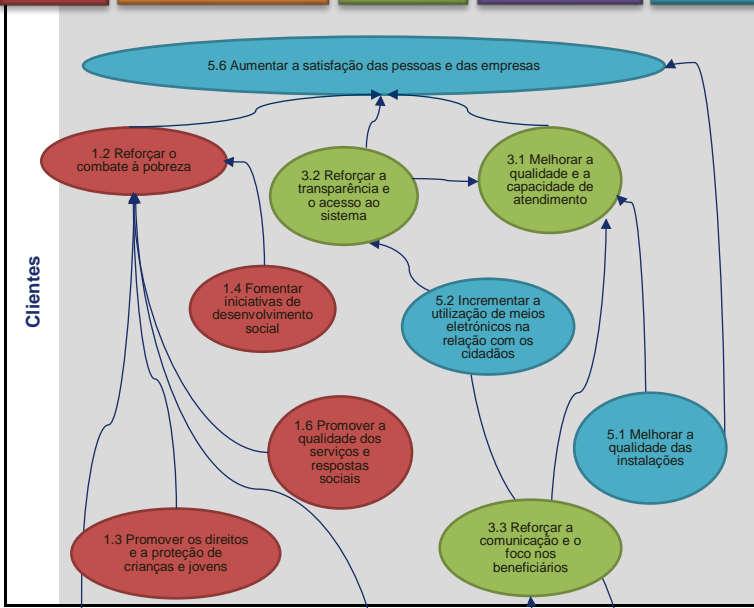 5.6 Aumentar a satisfação das pessoas e das empresas
1.2 Reforçar o
combate à pobreza
3.2 Reforçar a
transparência e
o acesso ao
sistema
3.1 Melhorar a
qualidade e a
capacidade de
atendimento
Clientes
1.4 Fomentar
iniciativas de
desenvolvimento
social
5.2 Incrementar a
utilização de meios
eletrónicos na
relação com os
cidadãos
1.6 Promover a
qualidade dos
serviços e
respostas
sociais
5.1 Melhorar a
qualidade das
instalações
1.3 Promover os direitos
e a proteção de
crianças e jovens
3.3 Reforçar a
comunicação e o
foco nos
beneficiários